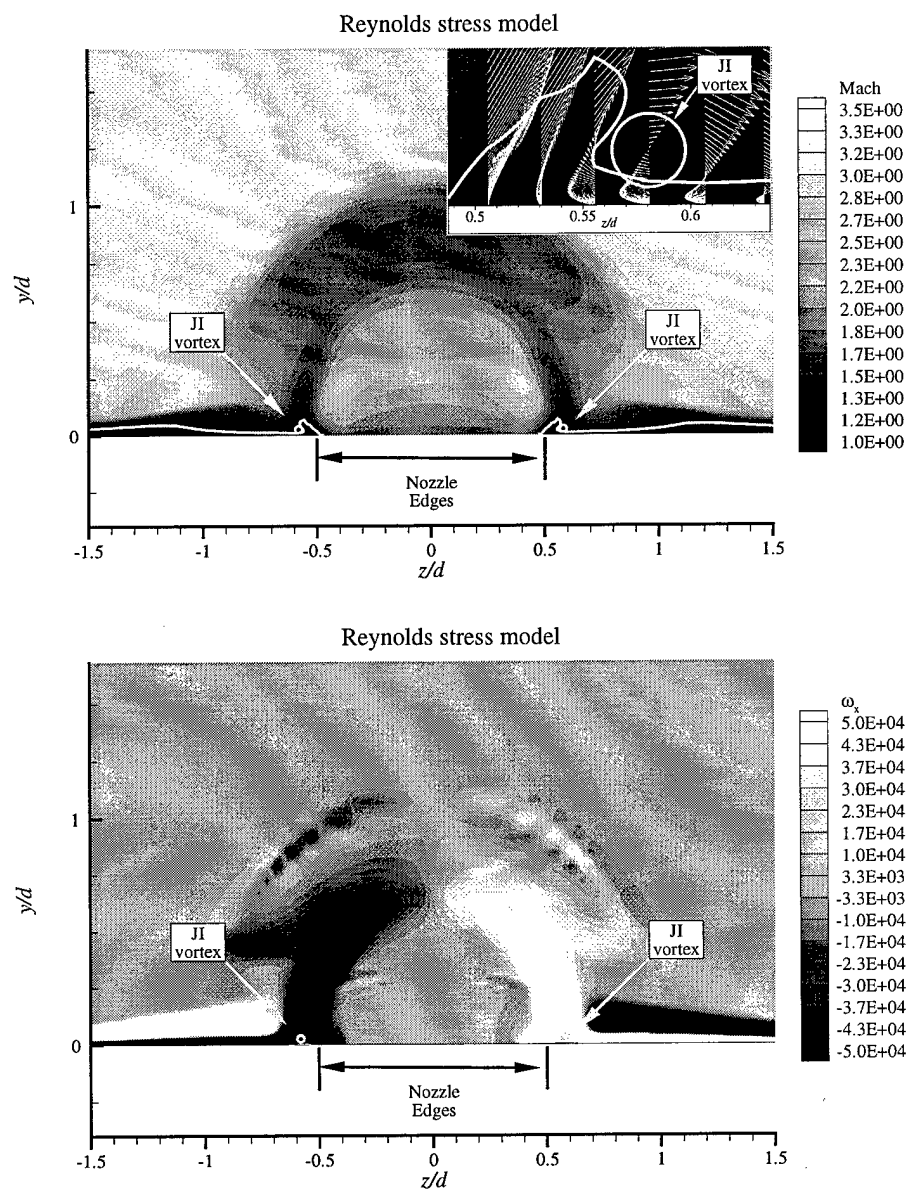 Reynolds stress model
JI
vortex
0.5
0.55
0.6
z/d
Mach
3.5E+00
3.3E+00
3.2E+00
3.0E+00
2.8E+00
2.7E+00
2.5E+00
2.3E+00
2.2E+00
2.0E+00
1.8E+00
1.7E+00
1.5E+00
1.3E+00
1.2E+00
1.0E+00
1
y/d
JI
vortex
JI
vortex
0
Nozzle
Edges
-1.5
-1
-0.5
0
0.5
1
1.5
z/d
Reynolds stress model
ωx
5.0E+04
4.3E+04
3.7E+04
3.0E+04
2.3E+04
1.7E+04
1.0E+04
3.3E+03
-3.3E+03
-1.0E+04
-1.7E+04
-2.3E+04
-3.0E+04
-3.7E+04
-4.3E+04
-5.0E+04
1
y/d
JI
vortex
JI
vortex
0
Nozzle
Edges
-1.5
-1
-0.5
0
0.5
1
1.5
z/d